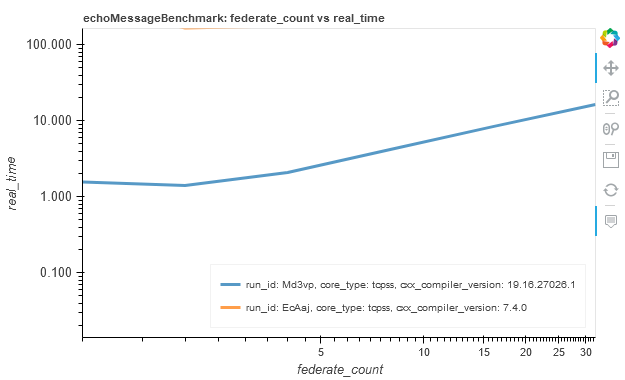 echoMessageBenchmark: federate_count vs real_time
100.000
10.000
1.000
0.100
real_time
run_id: Md3vp, core_type: tcpss, cxx_compiler_version: 19.16.27026.1
run_id: EcAaj, core_type: tcpss, cxx_compiler_version: 7.4.0
5 10 15 20 25 30
federate_count